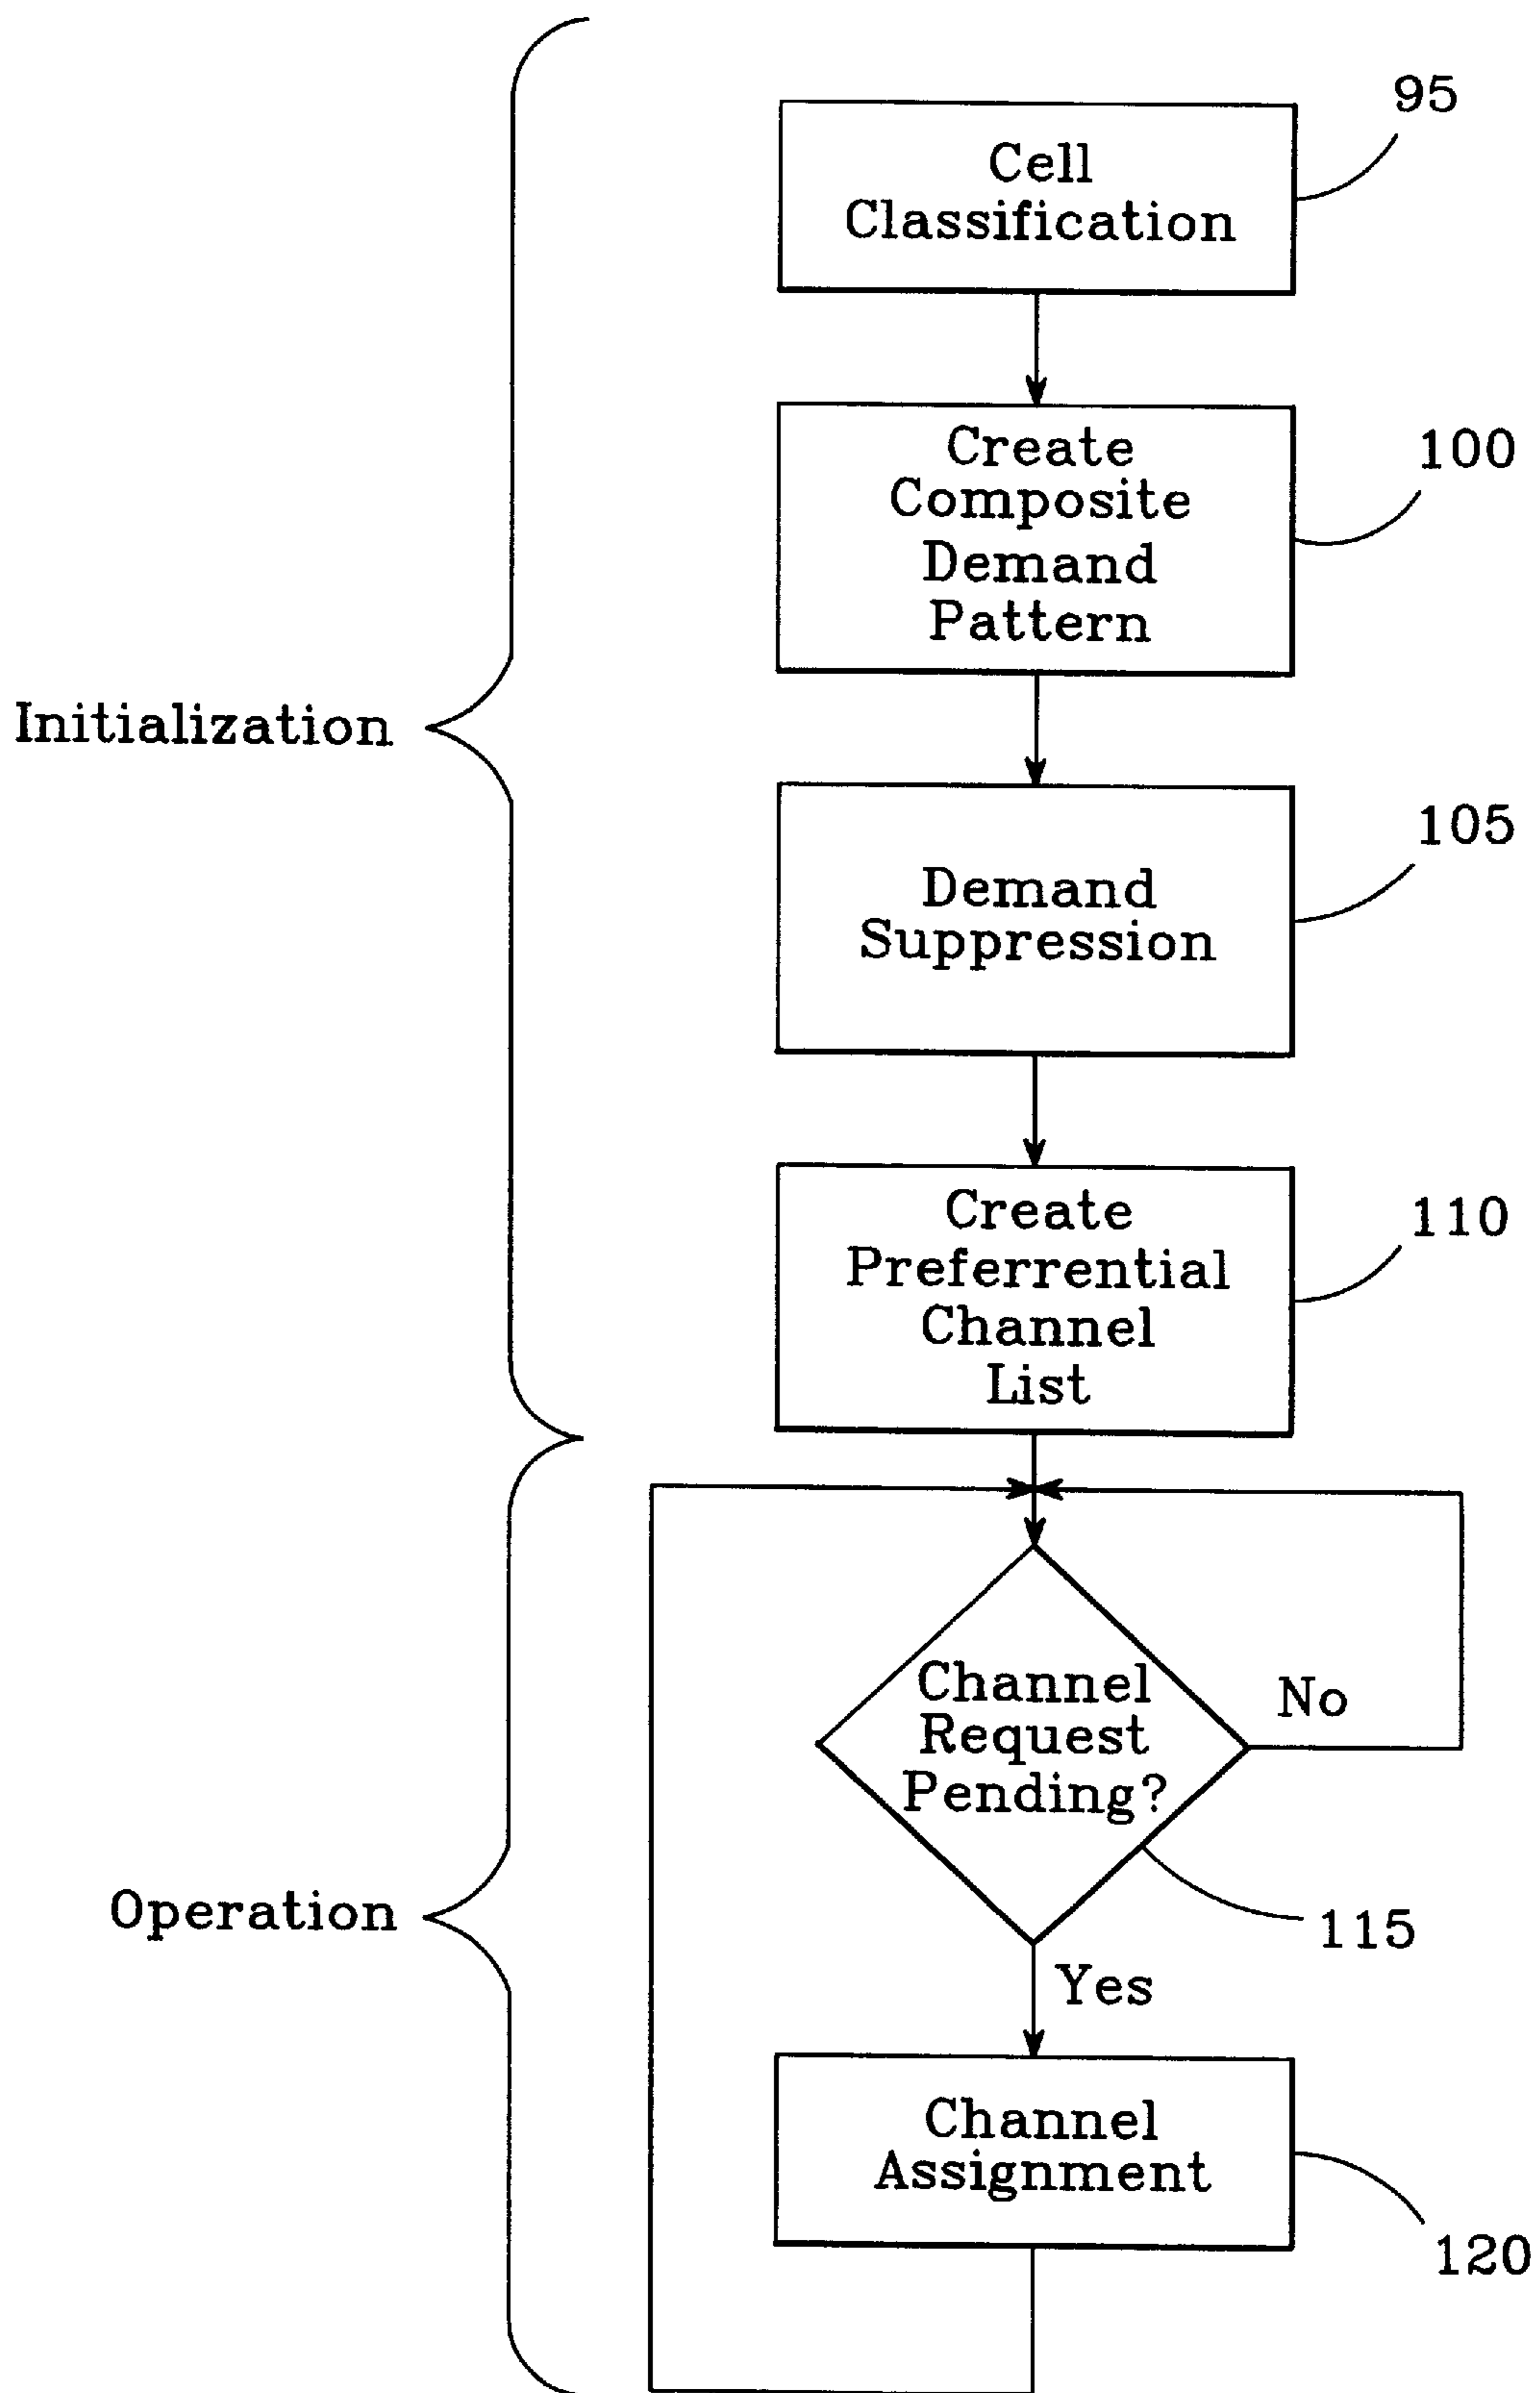 95
Cell
Classification
100
Create
Composite
Demand
Pattern
Initialization
105
Demand
Suppression
110
Create
Preferrential
Channel
List
Channel
Request
Pending?
No
Operation
115
Yes
Channel
Assignment
120